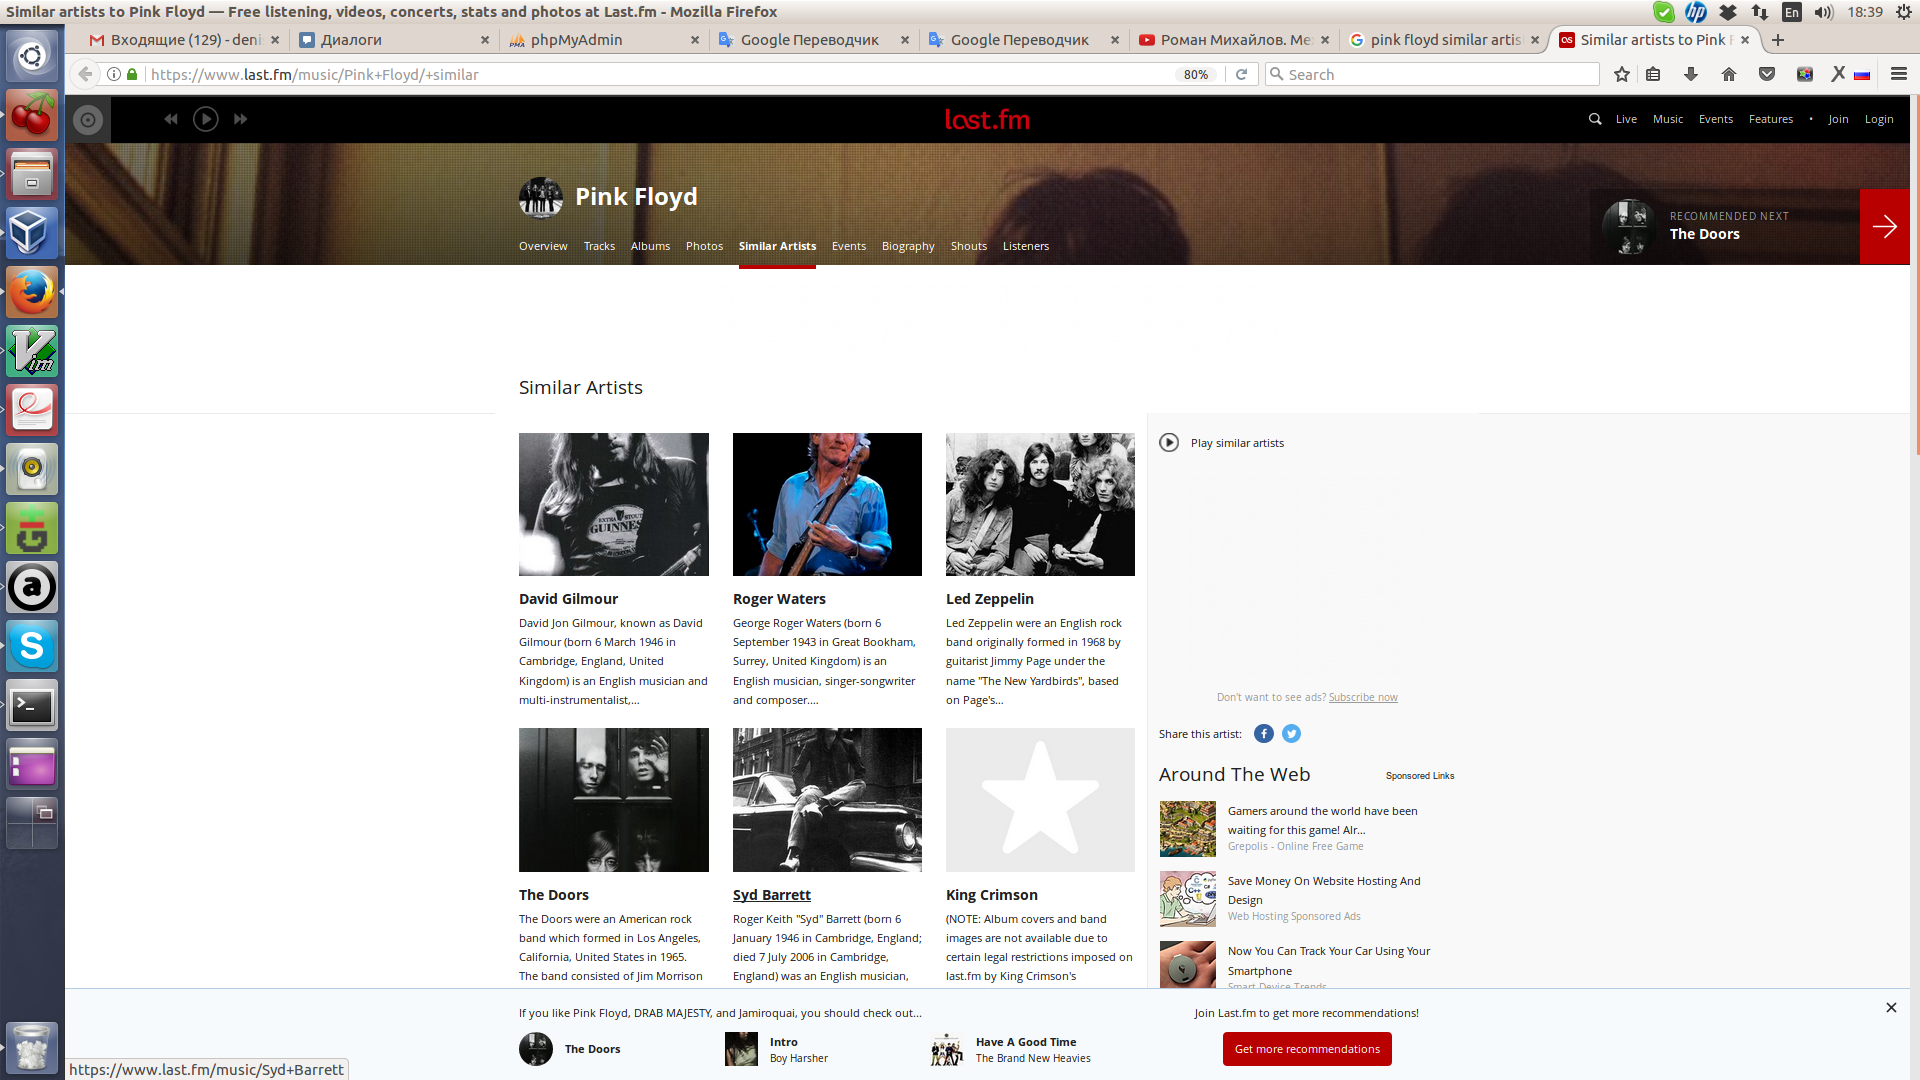 Similar artists to Pink Floyd — Free listening, videos, concerts, stats and photos at Last.fm - Mozilla Firefox
En
18:39
Входящие (129) - deni
Диалоги
phpMyAdmin
Google Переводчик
Google Переводчик
Роман Михайлов. Ме
pink floyd similar artis
Similar artists to Pink F
https://www.last.fm/music/Pink+Floyd/+similar
80%
Search
last.fm
Live
Music
Events
Features
•
Join
Login
Pink Floyd
RECOMMENDED NEXT
The Doors
Overview
Tracks
Albums
Photos
Similar Artists
Events
Biography
Shouts
Listeners
Similar Artists
Play similar artists
EXTRA STOUT
GUINNESS
David Gilmour
David Jon Gilmour, known as David
Gilmour (born 6 March 1946 in
Cambridge, England, United
Kingdom) is an English musician and
multi-instrumentalist,...
Roger Waters
George Roger Waters (born 6
September 1943 in Great Bookham,
Surrey, United Kingdom) is an
English musician, singer-songwriter
and composer....
Led Zeppelin
Led Zeppelin were an English rock
band originally formed in 1968 by
guitarist Jimmy Page under the
name "The New Yardbirds", based
on Page's...
Don't want to see ads? Subscribe now
Share this artist:
Around The Web
Sponsored Links
Gamers around the world have been
waiting for this game! Alr...
Grepolis - Online Free Game
Save Money On Website Hosting And
Design
Web Hosting Sponsored Ads
Now You Can Track Your Car Using Your
Smartphone
Smart Device Trends
The Doors
The Doors were an American rock
band which formed in Los Angeles,
California, United States in 1965.
The band consisted of Jim Morrison
Syd Barrett
Roger Keith "Syd" Barrett (born 6
January 1946 in Cambridge, England;
died 7 July 2006 in Cambridge,
England) was an English musician,
King Crimson
(NOTE: Album covers and band
images are not available due to
certain legal restrictions imposed on
last.fm by King Crimson's
If you like Pink Floyd, DRAB MAJESTY, and Jamiroquai, you should check out...
The Doors
Intro
Boy Harsher
Have A Good Time
The Brand New Heavies
Join Last.fm to get more recommendations!
Get more recommendations
https://www.last.fm/music/Syd+Barrett